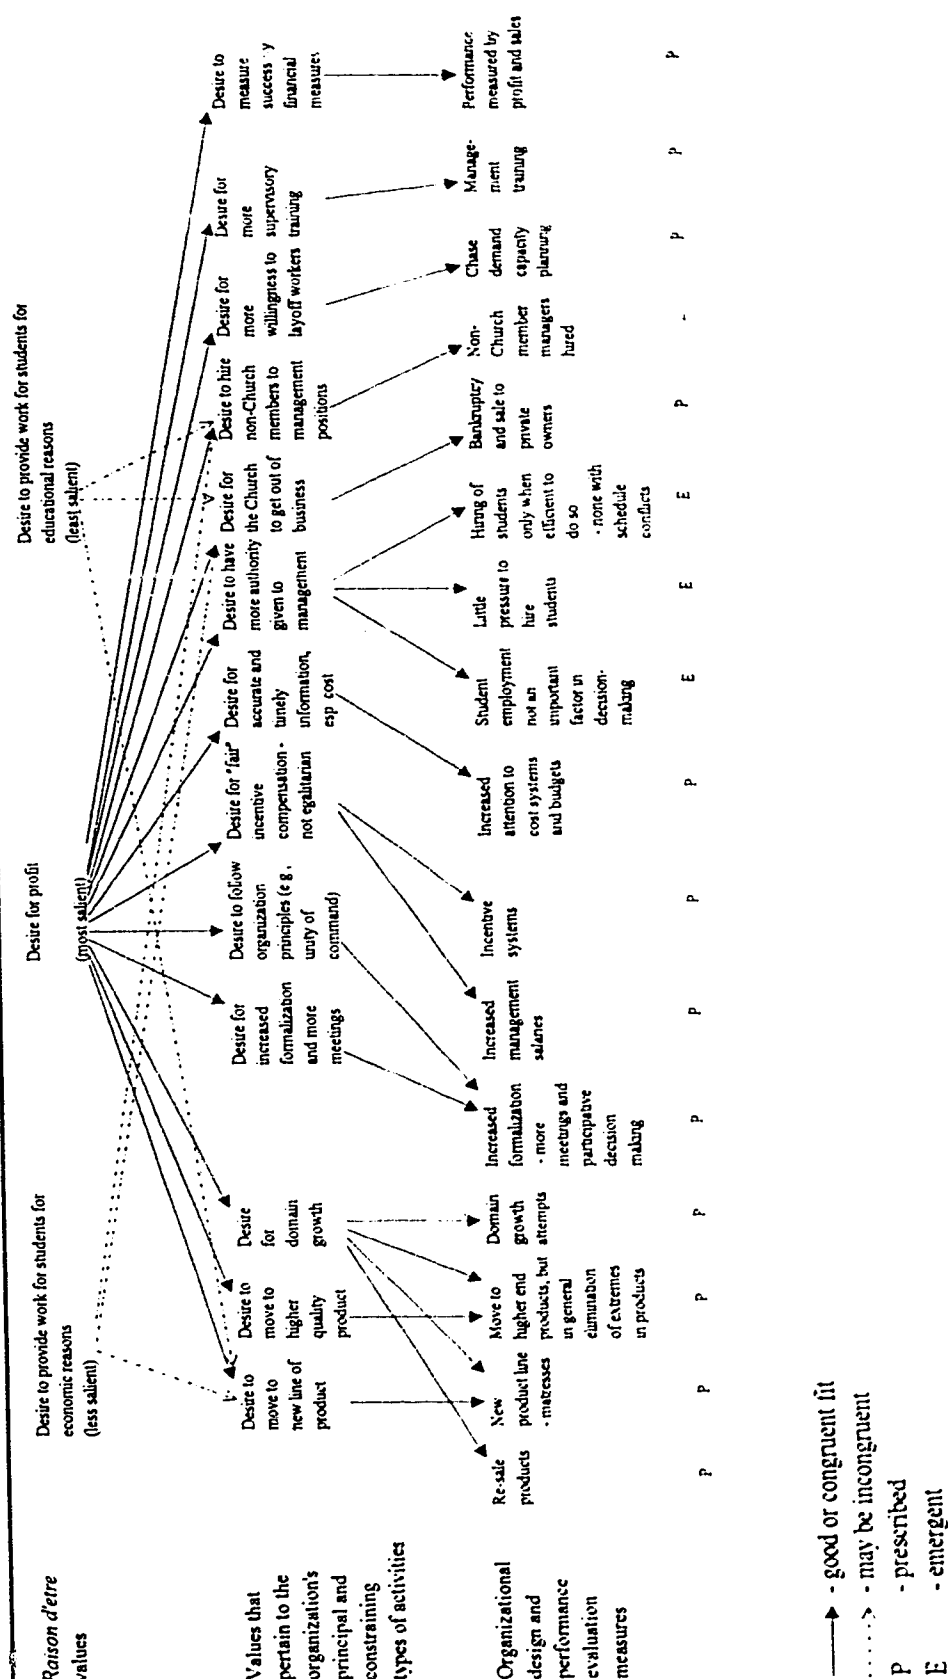 Raison d'etre
values
Desire to provide work for students for
economic reasons
(less salient)
Desire for profit
(most salient)
Desire to provide work for students for
educational reasons
(least salient)
Values that
pertain to the
organization's
principal and
constraining
types of activities
Desire to
move to
new line of
product
Desire to
move to
higher
quality
product
Desire
for
domain
growth
Desire for
increased
formalization
and more
meetings
Desire to follow
organization
principles (e g ,
unity of
command)
Desire for "fair"
incentive
compensation -
not egalitarian
Desire for
accurate and
timely
information,
esp cost
Desire to have
more authority
given to
management
Desire for
the Church
to get out of
business
Desire to hire
non-Church
members to
management
positions
Desire for
more
willingness to
layoff workers
Desire for
more
supervisory
training
Desire to
measure
success y
financial
measures
Organizational
design and
performance
evaluation
measures
Re-sale
products
New
product line
- matresses
Move to
higher end
products, but
in general
elimination
of extremes
in products
Domain
growth
attempts
Increased
formalization
- more
meetings and
participative
decision
making
Increased
management
salaries
Incentive
systems
Increased
attention to
cost systems
and budgets
Student
employment
not an
important
factor in
decision-
making
Little
pressure to
hire
students
Hiring of
students
only when
efficient to
do so
- none with
schedule
conflicts
Bankruptcy
and sale to
private
owners
Non-
Church
member
managers
hired
Chase
demand
capacity
planning
Manage-
ment
training
Performance
measured by
profit and sales
P P P P P P P P E E E P - P P P
- good or congruent fit
- may be incongruent
P - prescribed
E - emergent